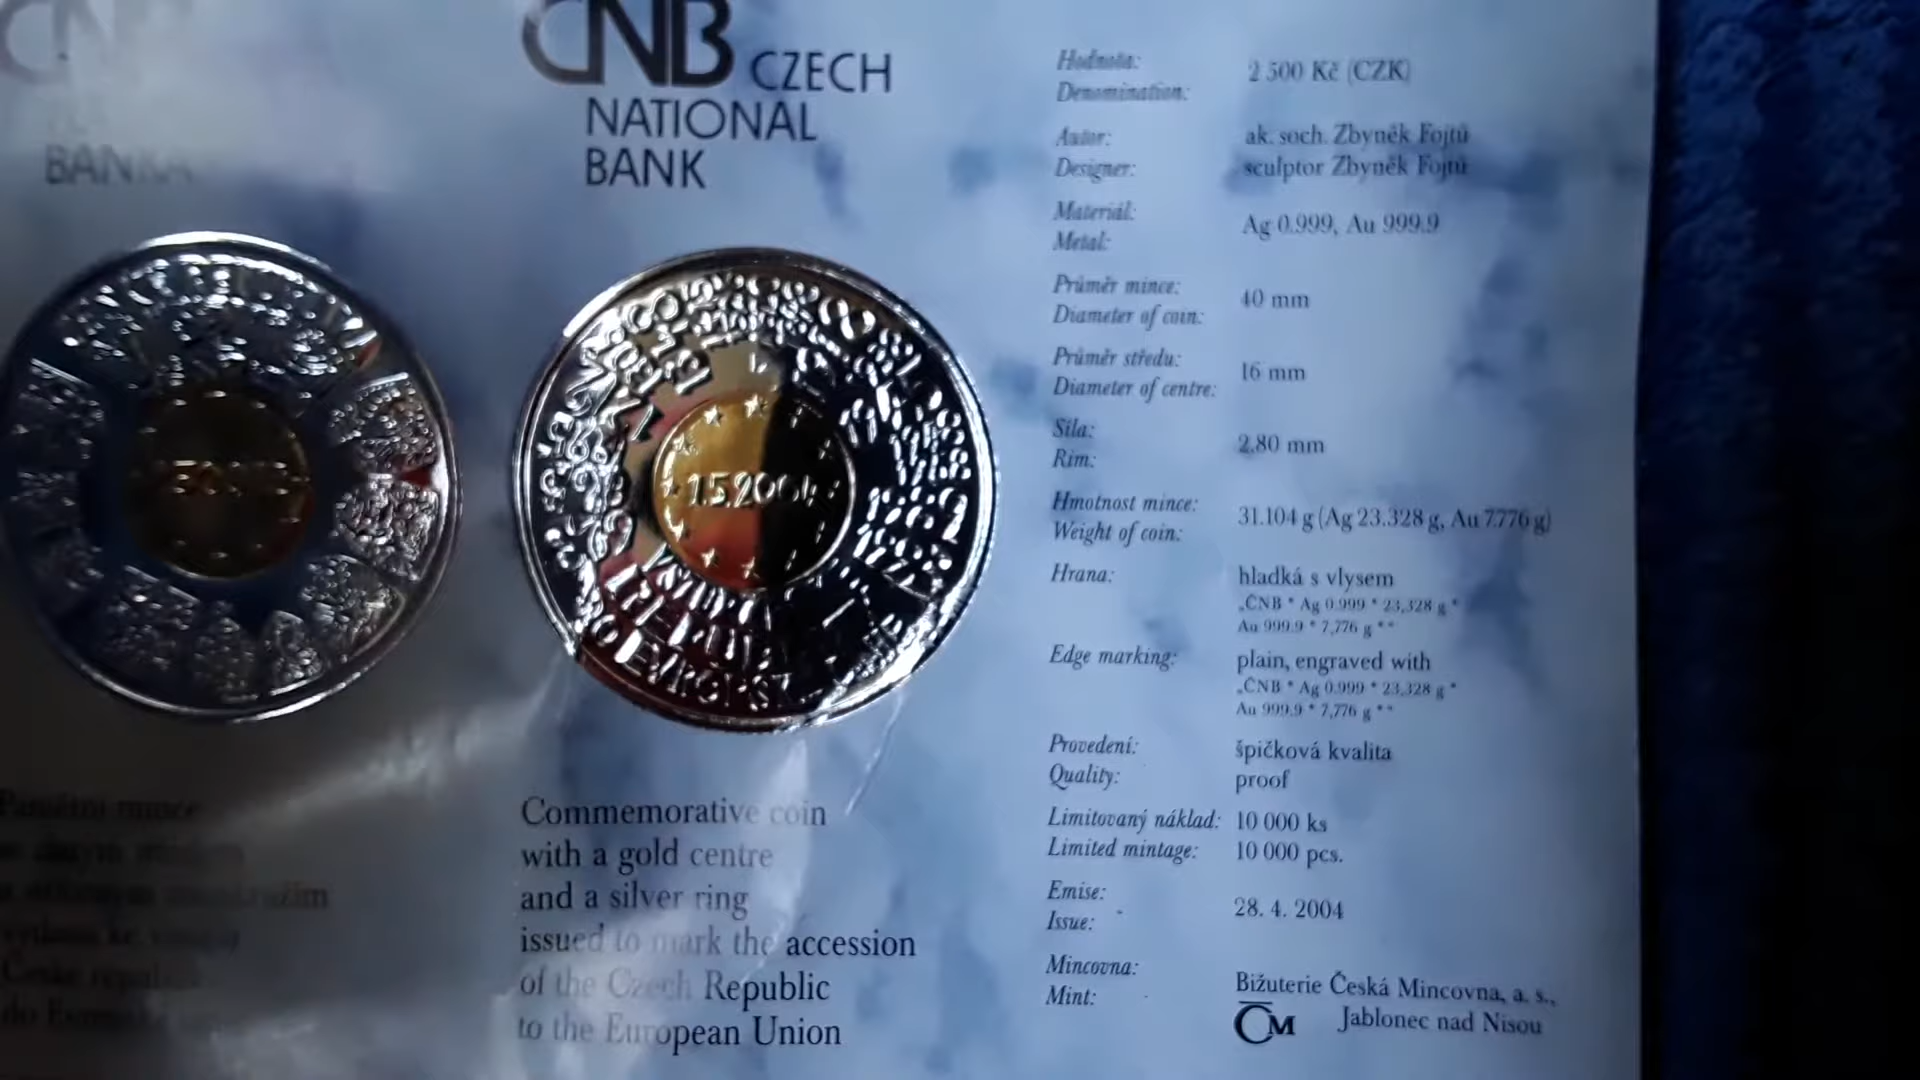 BANKA
CNB CZECH
NATIONAL
BANK
1.5.2004
Commemorative coin
with a gold centre
and a silver ring
issued to mark the accession
of the Czech Republic
to the European Union
Hodnota: 2 500 Kč (CZK)
Denomination:
Autor: ak. soch. Zbyněk Fojtů
Designer: sculptor Zbyněk Fojtů
Materiál: Ag 0.999, Au 999.9
Metal:
Průměr mince: 40 mm
Diameter of coin:
Průměr středu: 16 mm
Diameter of centre:
Síla: 2.80 mm
Rim:
Hmotnost mince: 31.104 g (Ag 23.328 g, Au 7.776 g)
Weight of coin:
Hrana: hladká s vlysem
„ČNB * Ag 0.999 * 23,328 g *
Au 999.9 * 7,776 g *"
Edge marking: plain, engraved with
„ČNB * Ag 0.999 * 23,328 g *
Au 999.9 * 7,776 g *"
Provedení: špičková kvalita
Quality: proof
Limitovaný náklad: 10 000 ks
Limited mintage: 10 000 pcs.
Emise: 28. 4. 2004
Issue:
Mincovna: Bižuterie Česká Mincovna, a. s.,
Mint: ČM Jablonec nad Nisou